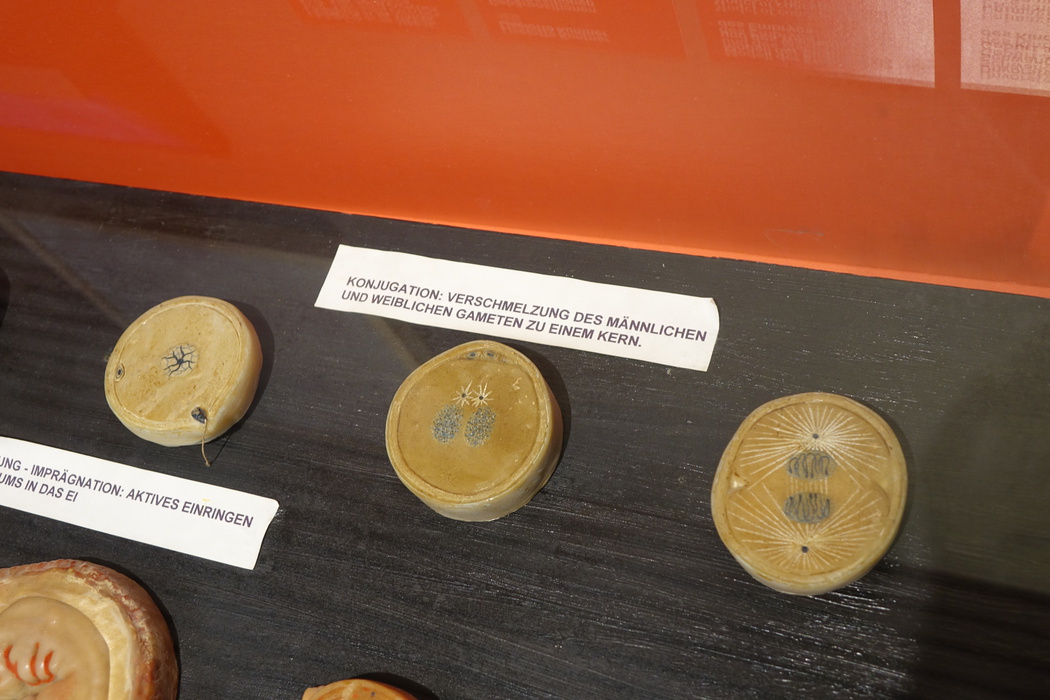 KONJUGATION: VERSCHMELZUNG DES MÄNNLICHEN
UND WEIBLICHEN GAMETEN ZU EINEM KERN.
UNG - IMPRÄGNATION: AKTIVES EINRINGEN
UMS IN DAS EI